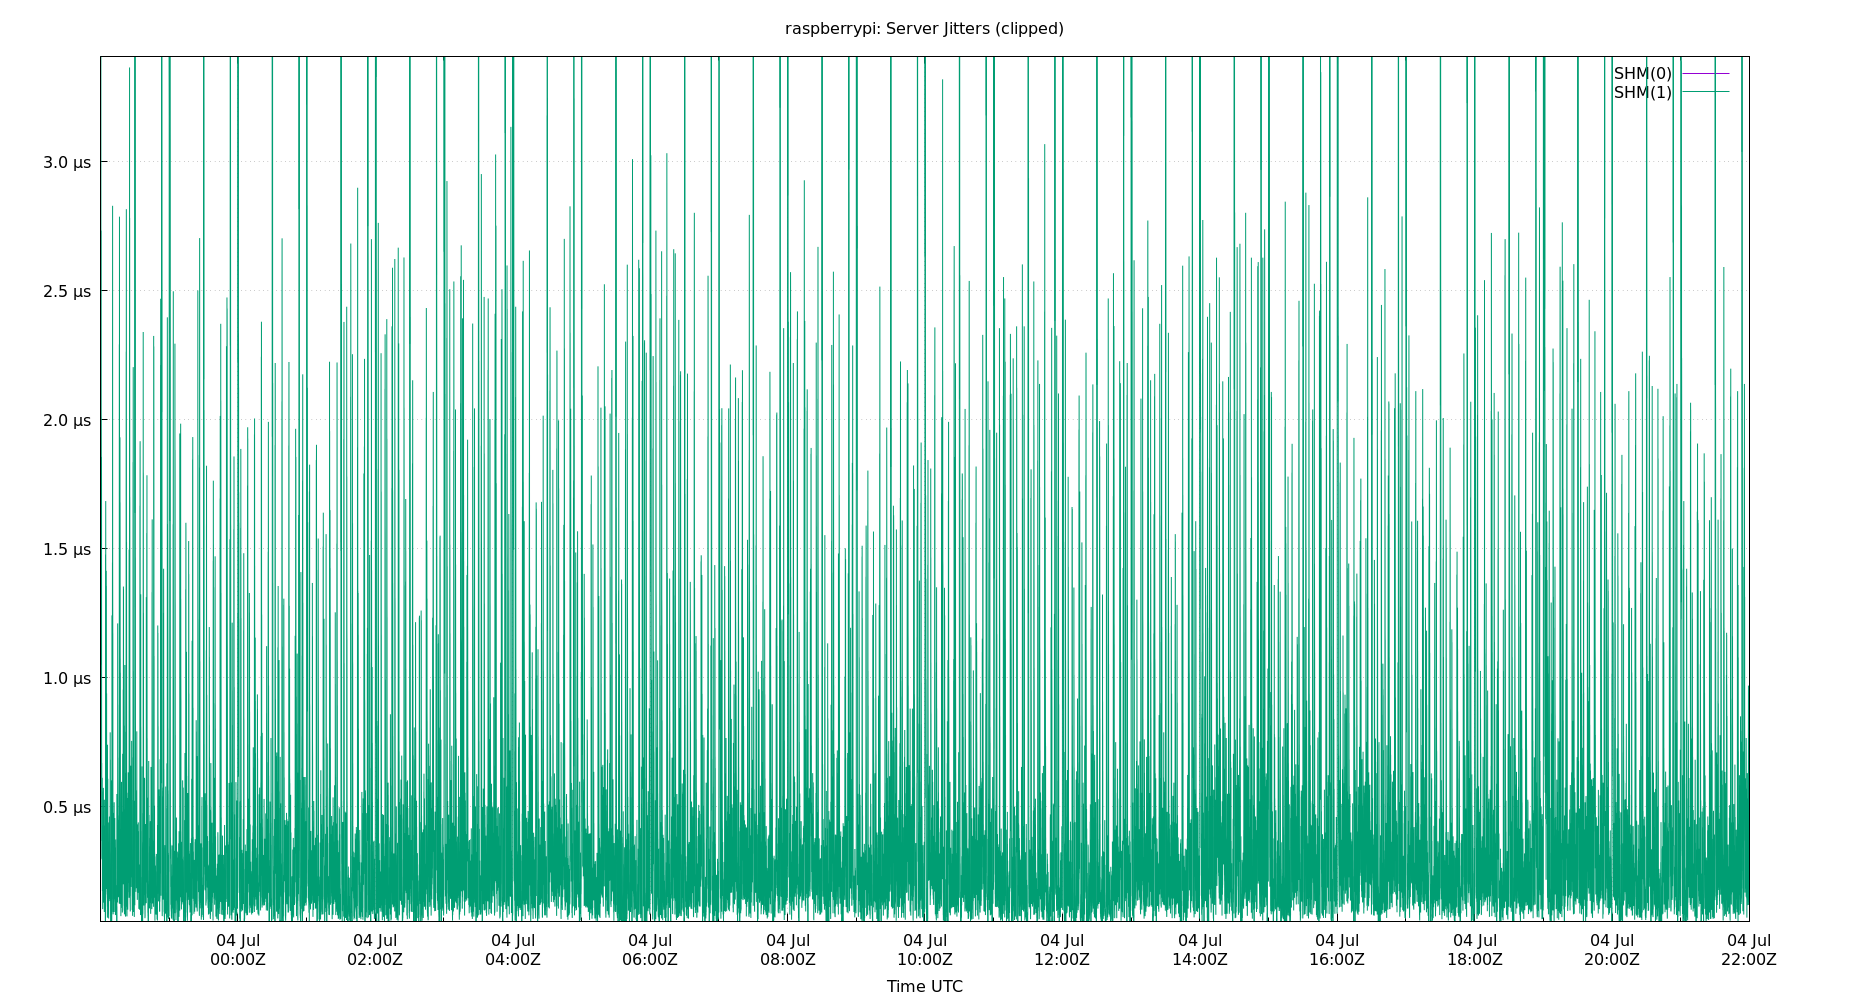 raspberrypi: Server Jitters (clipped)
SHM(0)
SHM(1)
3.0 µs
2.5 µs
2.0 µs
1.5 µs
1.0 µs
0.5 µs
04 Jul 04 Jul 04 Jul 04 Jul 04 Jul 04 Jul 04 Jul 04 Jul 04 Jul 04 Jul 04 Jul 04 Jul
00:00Z 02:00Z 04:00Z 06:00Z 08:00Z 10:00Z 12:00Z 14:00Z 16:00Z 18:00Z 20:00Z 22:00Z
Time UTC